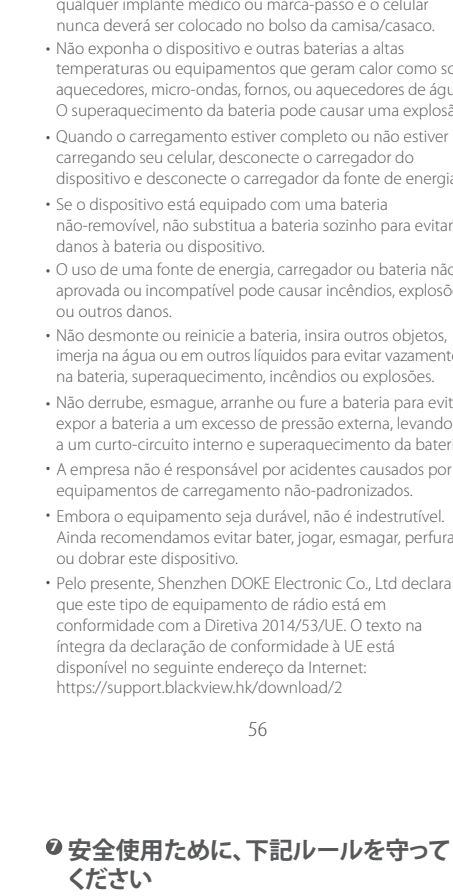 qualquer implante médico ou marca-passo e o celular
nunca deverá ser colocado no bolso da camisa/casaco.
• Não exponha o dispositivo e outras baterias a altas
temperaturas ou equipamentos que geram calor como
aquecedores, micro-ondas, fornos, ou aquecedores de
O superaquecimento da bateria pode causar uma
• Quando o carregamento estiver completo ou não estiver
carregando seu celular, desconecte o carregador do
dispositivo e desconecte o carregador da fonte de
• Se o dispositivo está equipado com uma bateria
não-removível, não substitua a bateria sozinho para evitar
danos à bateria ou dispositivo.
• O uso de uma fonte de energia, carregador ou bateria
aprovada ou incompatível pode causar incêndios,
ou outros danos.
• Não desmonte ou reinicie a bateria, insira outros objetos,
imerja na água ou em outros líquidos para evitar
na bateria, superaquecimento, incêndios ou explosões.
• Não derrube, esmague, arranhe ou fure a bateria para
expor a bateria a um excesso de pressão externa, levando
a um curto-circuito interno e superaquecimento da
• A empresa não é responsável por acidentes causados por
equipamentos de carregamento não-padronizados.
• Embora o equipamento seja durável, não é indestrutível.
Ainda recomendamos evitar bater, jogar, esmagar,
ou dobrar este dispositivo.
• Pelo presente, Shenzhen DOKE Electronic Co., Ltd declara
que este tipo de equipamento de rádio está em
conformidade com a Diretiva 2014/53/UE. O texto na
íntegra da declaração de conformidade à UE está
disponível no seguinte endereço da Internet:
https://support.blackview.hk/download/2
56
❼ 安全使用ために、下記ルールを守って
ください